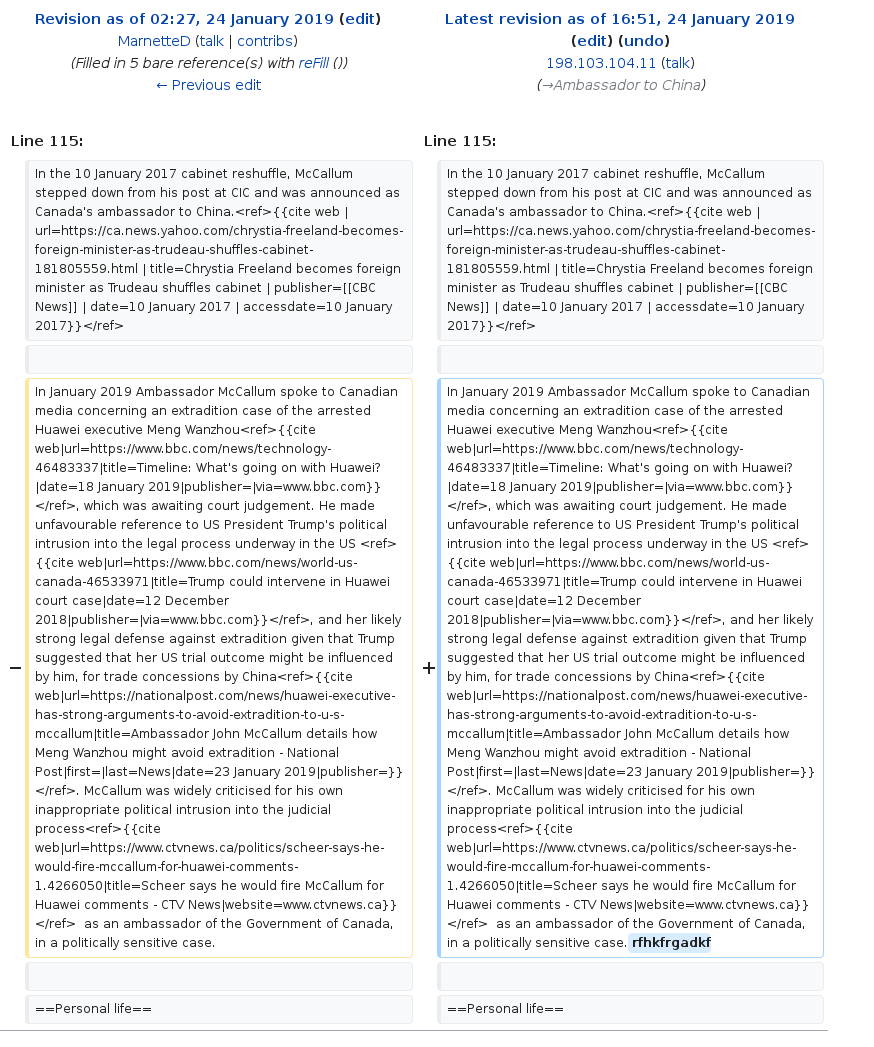 Revision as of 02:27, 24 January 2019 (edit)
MarnetteD (talk | contribs)
(Filled in 5 bare reference(s) with reFill ())
← Previous edit
Latest revision as of 16:51, 24 January 2019
(edit) (undo)
198.103.104.11 (talk)
(→Ambassador to China)
Line 115:
In the 10 January 2017 cabinet reshuffle, McCallum
stepped down from his post at CIC and was announced as
Canada's ambassador to China.<ref>{{cite web |
url=https://ca.news.yahoo.com/chrystia-freeland-becomes-
foreign-minister-as-trudeau-shuffles-cabinet-
181805559.html | title=Chrystia Freeland becomes foreign
minister as Trudeau shuffles cabinet | publisher=[[CBC
News]] | date=10 January 2017 | accessdate=10 January
2017}}</ref>
In January 2019 Ambassador McCallum spoke to Canadian
media concerning an extradition case of the arrested
Huawei executive Meng Wanzhou<ref>{{cite
web|url=https://www.bbc.com/news/technology-
46483337|title=Timeline: What's going on with Huawei?
|date=18 January 2019|publisher=|via=www.bbc.com}}
</ref>, which was awaiting court judgement. He made
unfavourable reference to US President Trump's political
intrusion into the legal process underway in the US <ref>
{{cite web|url=https://www.bbc.com/news/world-us-
canada-46533971|title=Trump could intervene in Huawei
court case|date=12 December
2018|publisher=|via=www.bbc.com}}</ref>, and her likely
strong legal defense against extradition given that Trump
suggested that her US trial outcome might be influenced
− by him, for trade concessions by China<ref>{{cite
web|url=https://nationalpost.com/news/huawei-executive-
has-strong-arguments-to-avoid-extradition-to-u-s-
mccallum|title=Ambassador John McCallum details how
Meng Wanzhou might avoid extradition - National
Post|first=|last=News|date=23 January 2019|publisher=}}
</ref>. McCallum was widely criticised for his own
inappropriate political intrusion into the judicial
process<ref>{{cite
web|url=https://www.ctvnews.ca/politics/scheer-says-he-
would-fire-mccallum-for-huawei-comments-
1.4266050|title=Scheer says he would fire McCallum for
Huawei comments - CTV News|website=www.ctvnews.ca}}
</ref>  as an ambassador of the Government of Canada,
in a politically sensitive case.
==Personal life==
Line 115:
In the 10 January 2017 cabinet reshuffle, McCallum
stepped down from his post at CIC and was announced as
Canada's ambassador to China.<ref>{{cite web |
url=https://ca.news.yahoo.com/chrystia-freeland-becomes-
foreign-minister-as-trudeau-shuffles-cabinet-
181805559.html | title=Chrystia Freeland becomes foreign
minister as Trudeau shuffles cabinet | publisher=[[CBC
News]] | date=10 January 2017 | accessdate=10 January
2017}}</ref>
In January 2019 Ambassador McCallum spoke to Canadian
media concerning an extradition case of the arrested
Huawei executive Meng Wanzhou<ref>{{cite
web|url=https://www.bbc.com/news/technology-
46483337|title=Timeline: What's going on with Huawei?
|date=18 January 2019|publisher=|via=www.bbc.com}}
</ref>, which was awaiting court judgement. He made
unfavourable reference to US President Trump's political
intrusion into the legal process underway in the US <ref>
{{cite web|url=https://www.bbc.com/news/world-us-
canada-46533971|title=Trump could intervene in Huawei
court case|date=12 December
2018|publisher=|via=www.bbc.com}}</ref>, and her likely
strong legal defense against extradition given that Trump
suggested that her US trial outcome might be influenced
+ by him, for trade concessions by China<ref>{{cite
web|url=https://nationalpost.com/news/huawei-executive-
has-strong-arguments-to-avoid-extradition-to-u-s-
mccallum|title=Ambassador John McCallum details how
Meng Wanzhou might avoid extradition - National
Post|first=|last=News|date=23 January 2019|publisher=}}
</ref>. McCallum was widely criticised for his own
inappropriate political intrusion into the judicial
process<ref>{{cite
web|url=https://www.ctvnews.ca/politics/scheer-says-he-
would-fire-mccallum-for-huawei-comments-
1.4266050|title=Scheer says he would fire McCallum for
Huawei comments - CTV News|website=www.ctvnews.ca}}
</ref>  as an ambassador of the Government of Canada,
in a politically sensitive case. rfhkfrgadkf
==Personal life==